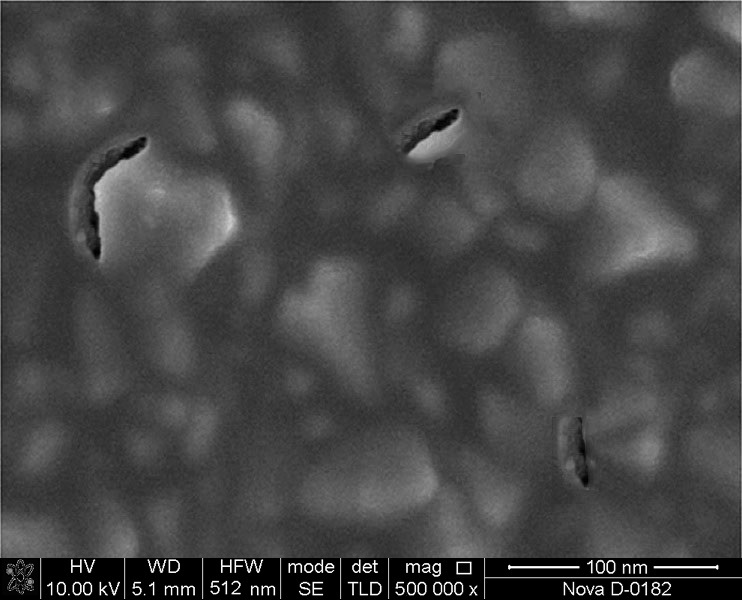 HV WD HFW mode det mag 100 nm
10.00 kV 5.1 mm 512 nm SE TLD 500 000 x Nova D-0182